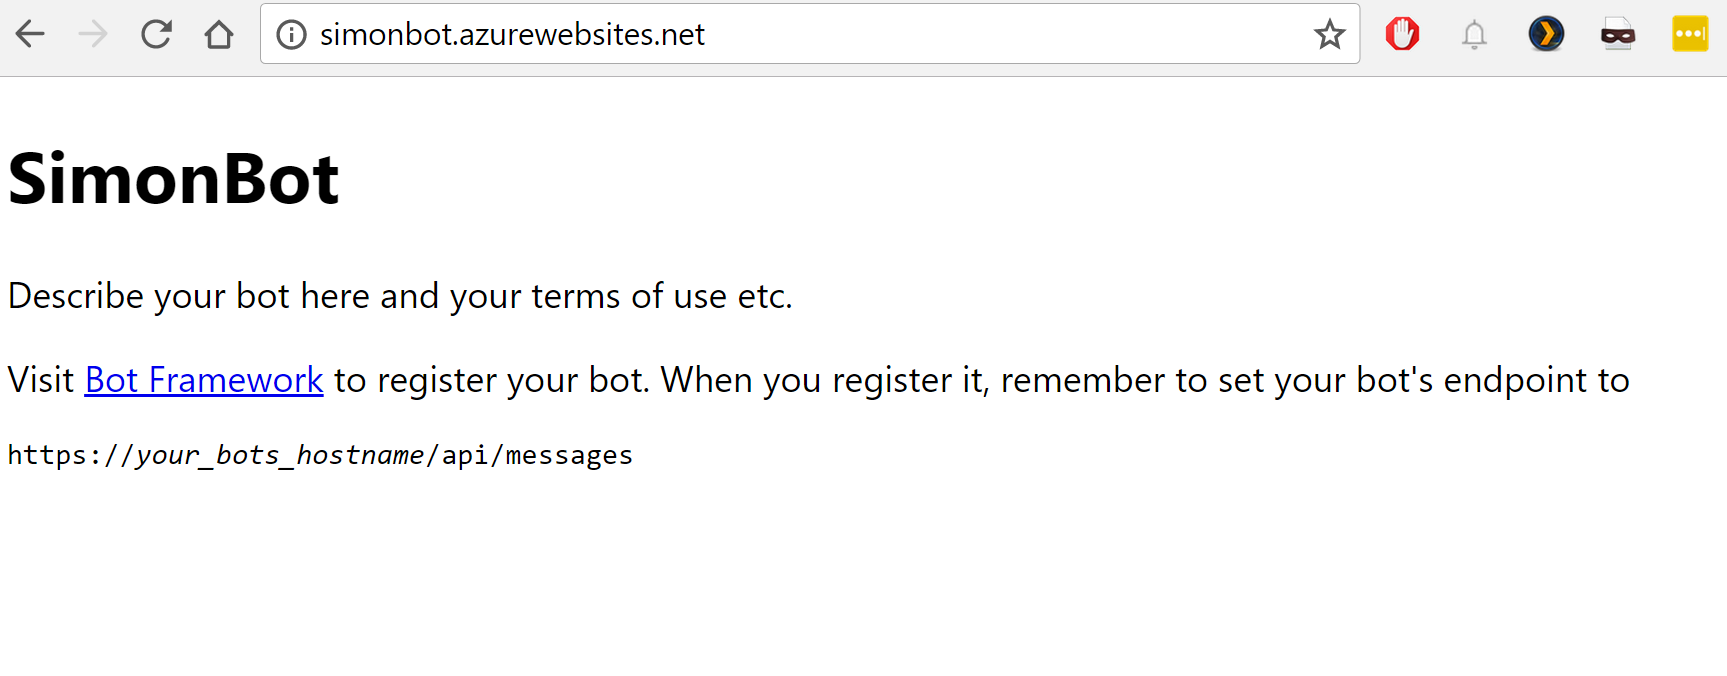 simonbot.azurewebsites.net
SimonBot
Describe your bot here and your terms of use etc.
Visit Bot Framework to register your bot. When you register it, remember to set your bot's endpoint to
https://your_bots_hostname/api/messages